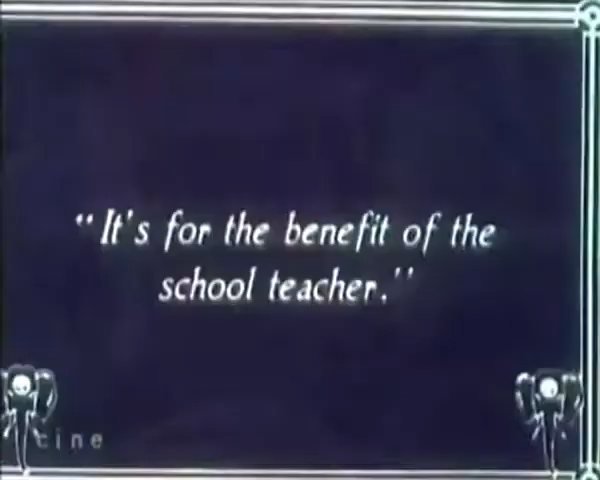 "It's for the benefit of the
school teacher."
cine